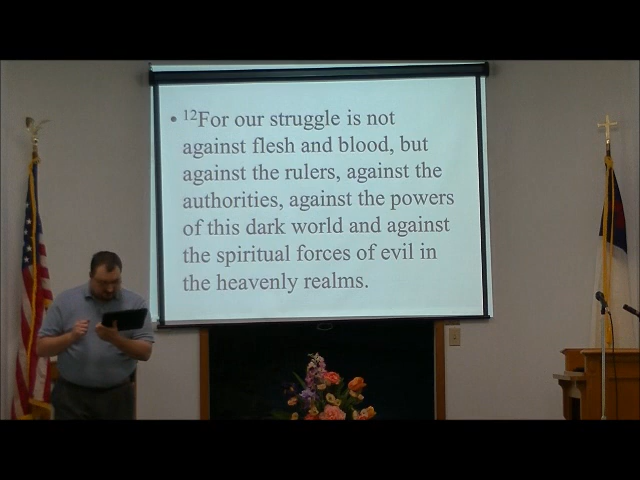 • ¹²For our struggle is not
against flesh and blood, but
against the rulers, against the
authorities, against the powers
of this dark world and against
the spiritual forces of evil in
the heavenly realms.